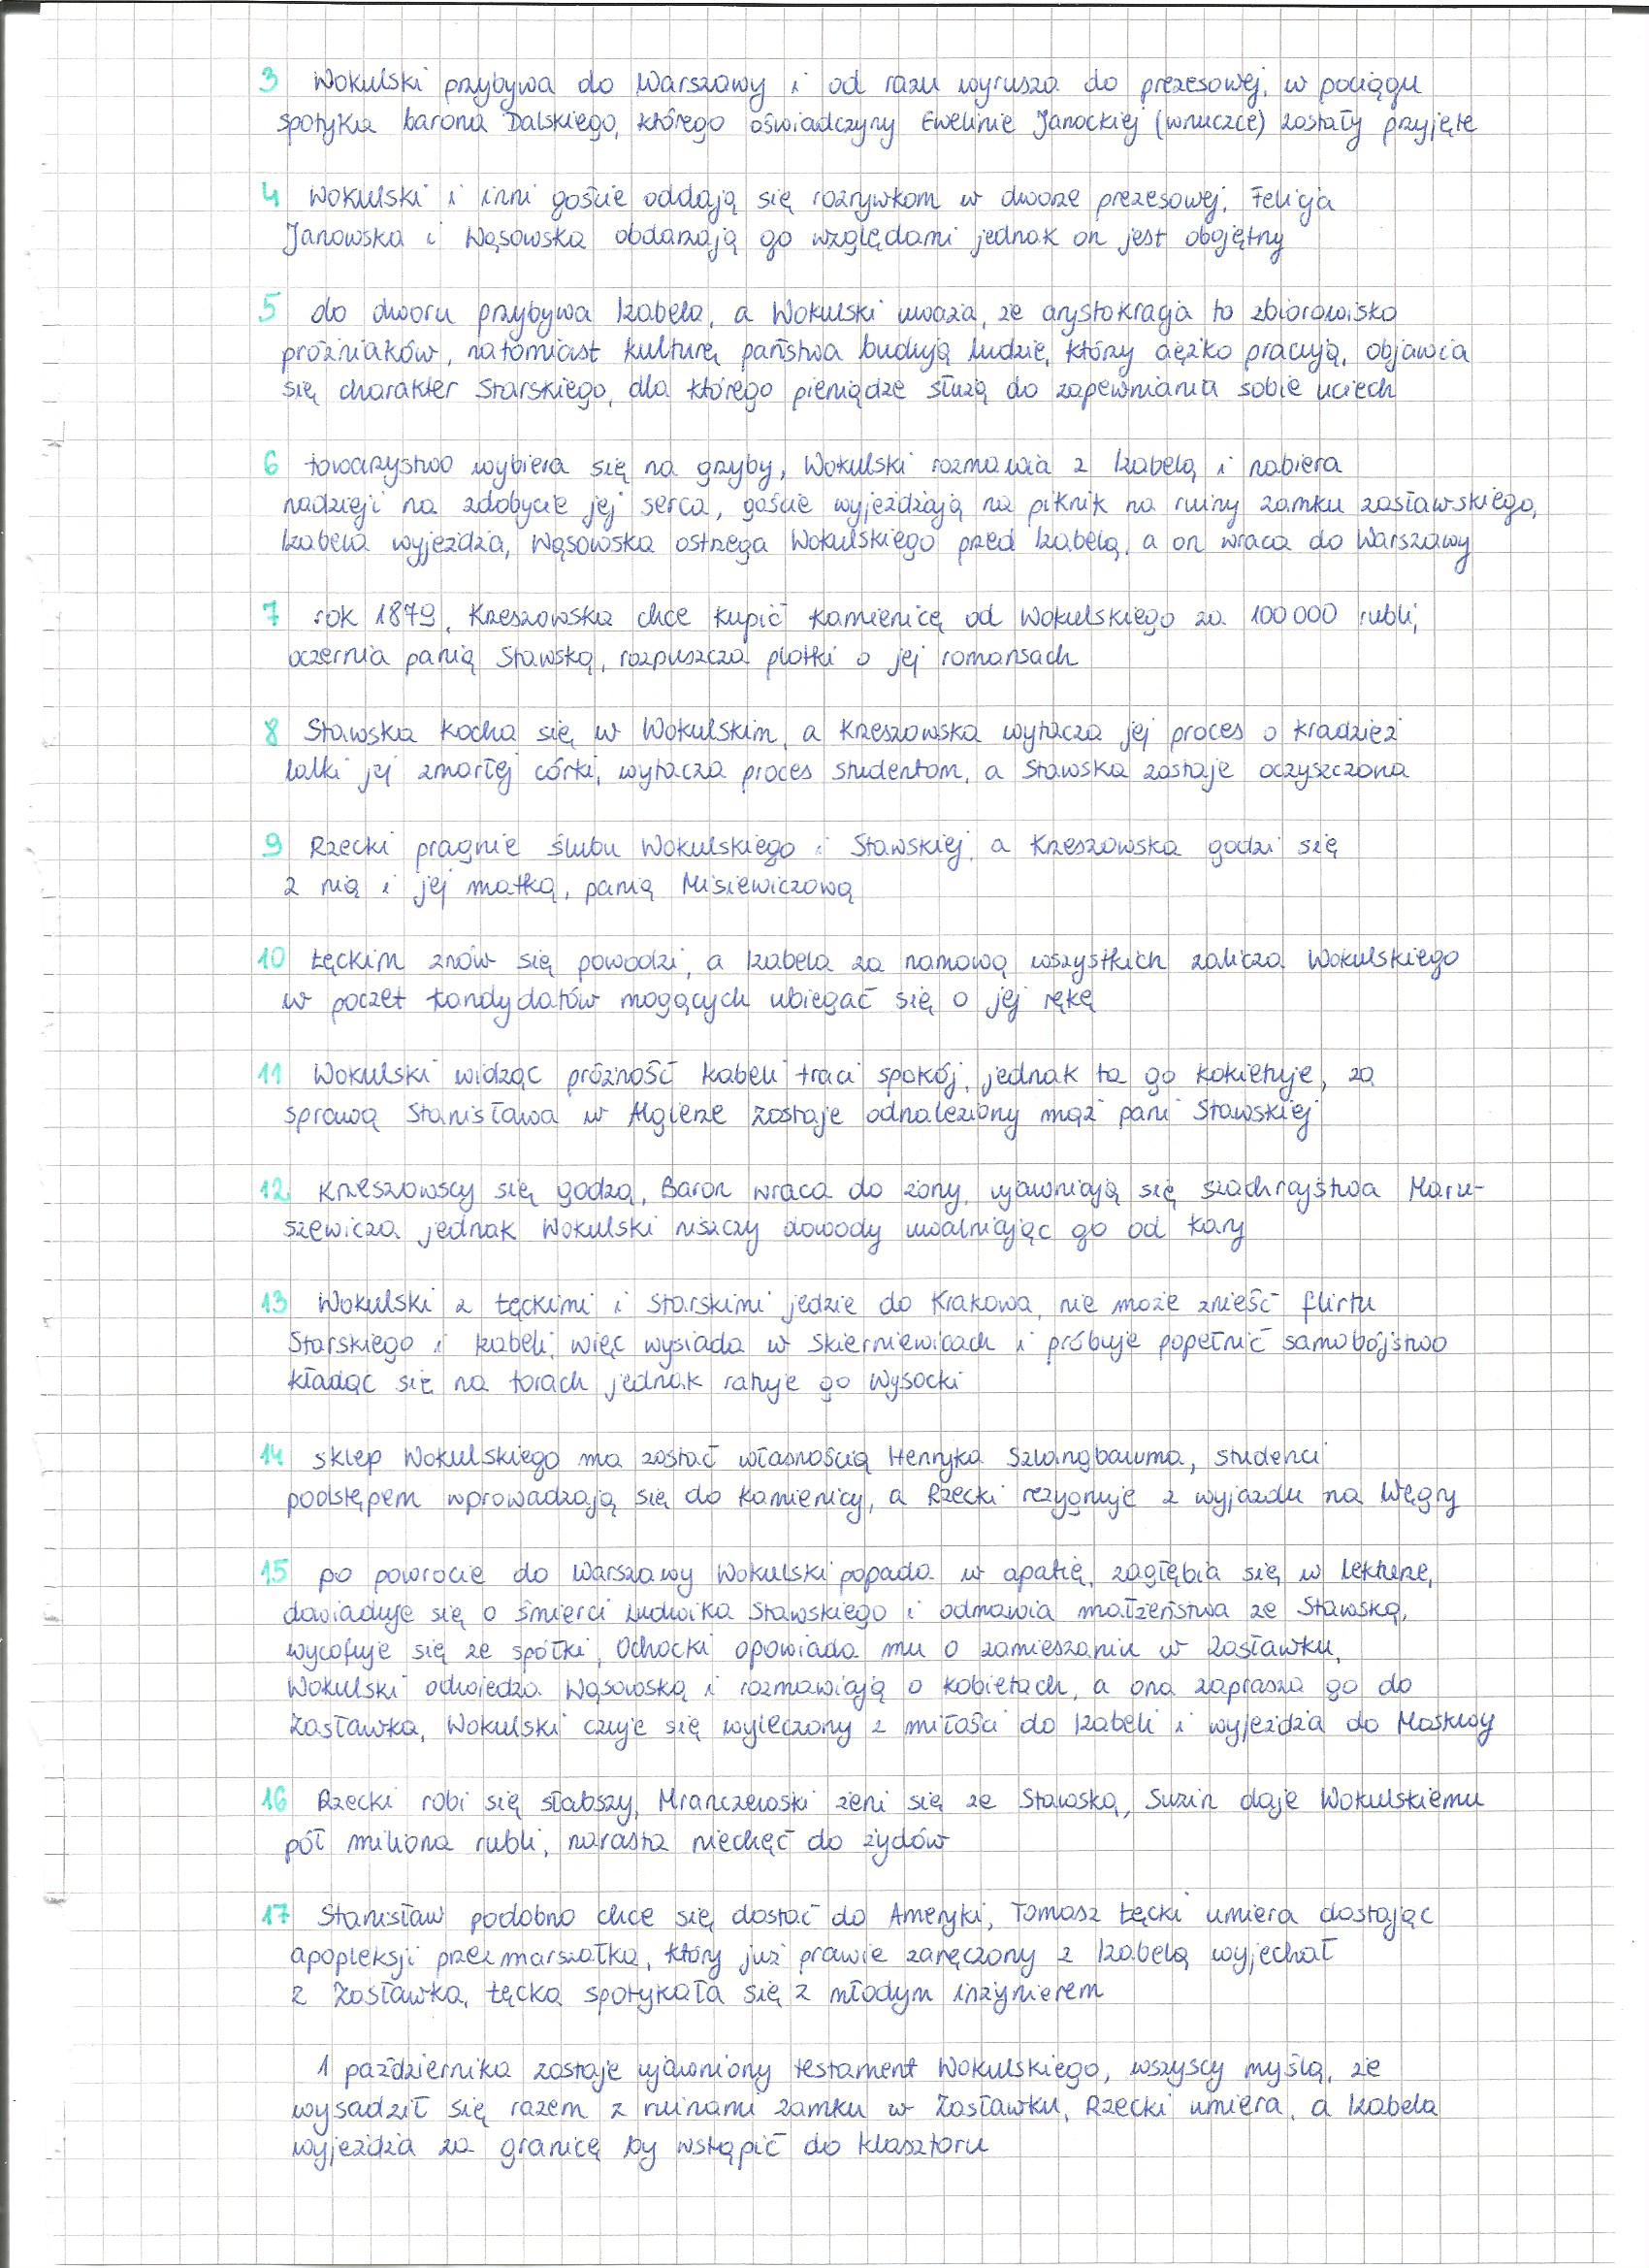 3 Wokulski przybywa do Warszawy i od razu wyrusza do prezesowej, w pociągu
spotyka barona Dalskiego, którego oświadczyny Ewelinie Janockiej (wnuczce) zostały przyjęte
4 Wokulski i inni goście oddają się rozrywkom w dworze prezesowej, Felicja
Janowska i Wąsowska obdarzają go względami jednak on jest obojętny
5 do dworu przybywa Izabela, a Wokulski uważa, że arystokracja to zbiorowisko
próżniaków, natomiast kulturę państwa budują ludzie, którzy ciężko pracują, objawia
się charakter Starskiego, dla którego pieniądze służą do zapewniania sobie uciech
6 towarzystwo wybiera się na grzyby, Wokulski rozmawia z Izabelą i nabiera
nadzieji na zdobycie jej serca, goście wyjeżdżają na piknik na ruiny zamku zasławskiego,
Izabela wyjeżdża, Wąsowska ostrzega Wokulskiego przed Izabelą, a on wraca do Warszawy
7 rok 1879, Krzeszowska chce kupić kamienicę od Wokulskiego za 100 000 rubli,
oczernia panią Stawską, rozpuszcza plotki o jej romansach
8 Stawska kocha się w Wokulskim, a Krzeszowska wytacza jej proces o kradzież
lalki jej zmarłej córki, wytacza proces studentom, a Stawska zostaje oczyszczona
9 Rzecki pragnie ślubu Wokulskiego i Stawskiej, a Krzeszowska godzi się
z nią i jej matką, panią Misiewiczową
10 Łęckim znów się powodzi, a Izabela za namową wszystkich zalicza Wokulskiego
w poczet kandydatów mogących ubiegać się o jej rękę
11 Wokulski widząc próżność Izabeli traci spokój, jednak ta go kokietuje, za
sprawą Stanisława w Algierze zostaje odnaleziony mąż pani Stawskiej
12 Krzeszowscy się godzą, Baron wraca do żony, ujawniają się szachrajstwa Maru-
szewicza jednak Wokulski niszczy dowody uwalniając go od kary
13 Wokulski z Łęckimi i Starskimi jedzie do Krakowa, nie może znieść flirtu
Starskiego i Izabeli, więc wysiada w Skierniewicach i próbuje popełnić samobójstwo
kładąc się na torach jednak ratuje go Wysocki
14 sklep Wokulskiego ma zostać własnością Henryka Szlangbauma, studenci
podstępem wprowadzają się do kamienicy, a Rzecki rezygnuje z wyjazdu na Węgry
15 po powrocie do Warszawy Wokulski popada w apatię, zagłębia się w lekturze,
dowiaduje się o śmierci Ludwika Stawskiego i odmawia małżeństwa ze Stawską,
wycofuje się ze spółki, Ochocki opowiada mu o zamieszaniu w Zasławku,
Wokulski odwiedza Wąsowską i rozmawiają o kobietach, a ona zaprasza go do
Zasławka, Wokulski czuje się wyleczony z miłości do Izabeli i wyjeżdża do Moskwy
16 Rzecki robi się słabszy, Mraczewski żeni się ze Stawską, Suzin daje Wokulskiemu
pół miliona rubli, narasta niechęć do żydów
17 Stanisław podobno chce się dostać do Ameryki, Tomasz Łęcki umiera dostając
apopleksji przez marszałka, który już prawie zaręczony z Izabelą wyjechał
z Zasławka, Łęcka spotykała się z młodym inżynierem
1 października zostaje ujawniony testament Wokulskiego, wszyscy myślą, że
wysadził się razem z ruinami zamku w Zasławku, Rzecki umiera, a Izabela
wyjeżdża za granicę by wstąpić do klasztoru